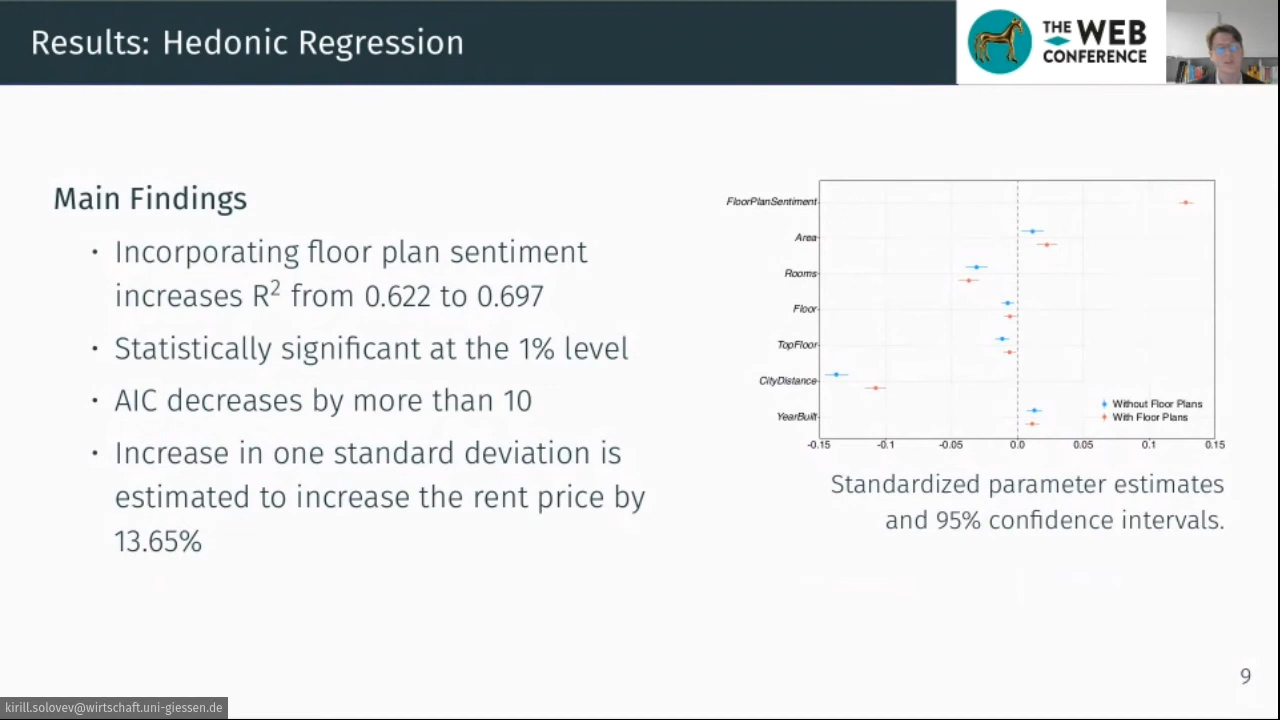 Results: Hedonic Regression
THE WEB
CONFERENCE
Main Findings
· Incorporating floor plan sentiment
increases R² from 0.622 to 0.697
· Statistically significant at the 1% level
· AIC decreases by more than 10
· Increase in one standard deviation is
estimated to increase the rent price by
13.65%
FloorPlanSentiment
Area
Rooms
Floor
TopFloor
CityDistance
YearBuilt
Without Floor Plans
With Floor Plans
-0.15 -0.1 -0.05 0.0 0.05 0.1 0.15
Standardized parameter estimates
and 95% confidence intervals.
9
kirill.solovev@wirtschaft.uni-giessen.de